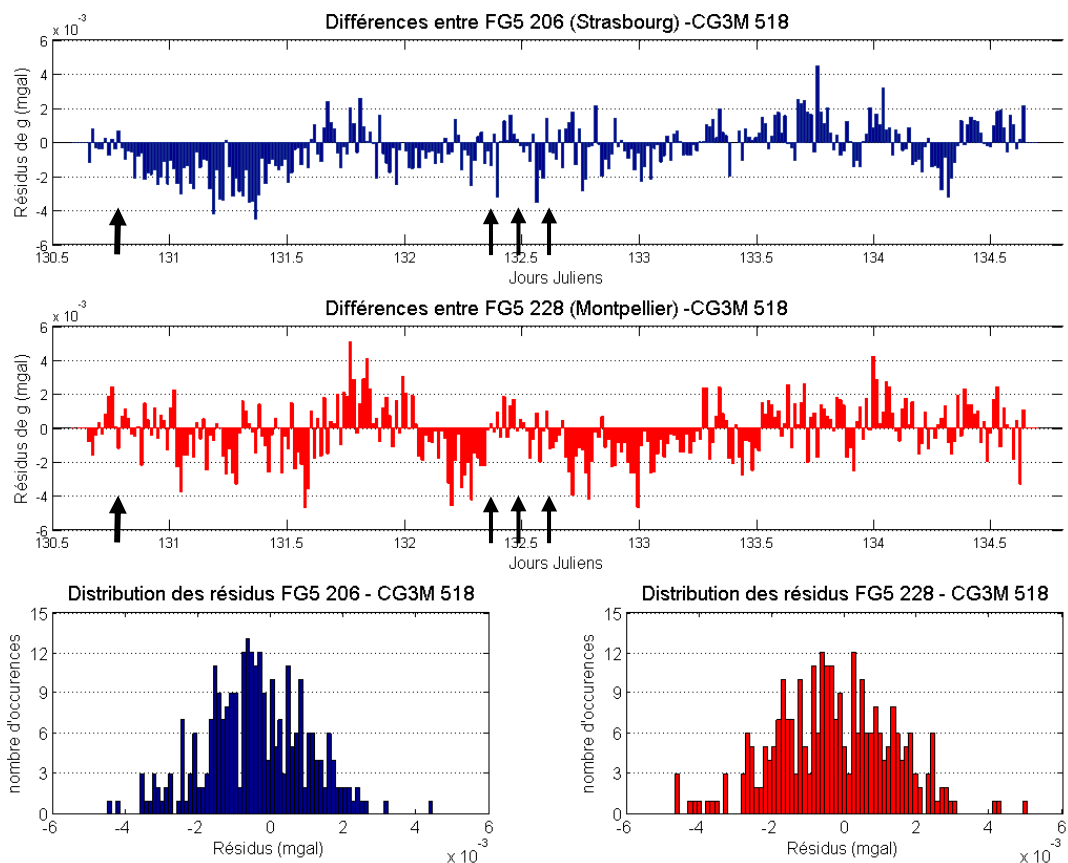 Différences entre FG5 206 (Strasbourg) -CG3M 518
x 10⁻³
6
4
2
0
-2
-4
-6
Résidus de g (mgal)
130.5 131 131.5 132 132.5 133 133.5 134 134.5
Jours Juliens
Différences entre FG5 228 (Montpellier) -CG3M 518
x 10⁻³
6
4
2
0
-2
-4
-6
Résidus de g (mgal)
130.5 131 131.5 132 132.5 133 133.5 134 134.5
Jours Juliens
Distribution des résidus FG5 206 - CG3M 518
15
12
9
6
3
0
nombre d'occurences
-6 -4 -2 0 2 4 6
Résidus (mgal)
x 10⁻³
Distribution des résidus FG5 228 - CG3M 518
15
12
9
6
3
0
nombre d'occurences
-6 -4 -2 0 2 4 6
Résidus (mgal)
x 10⁻³